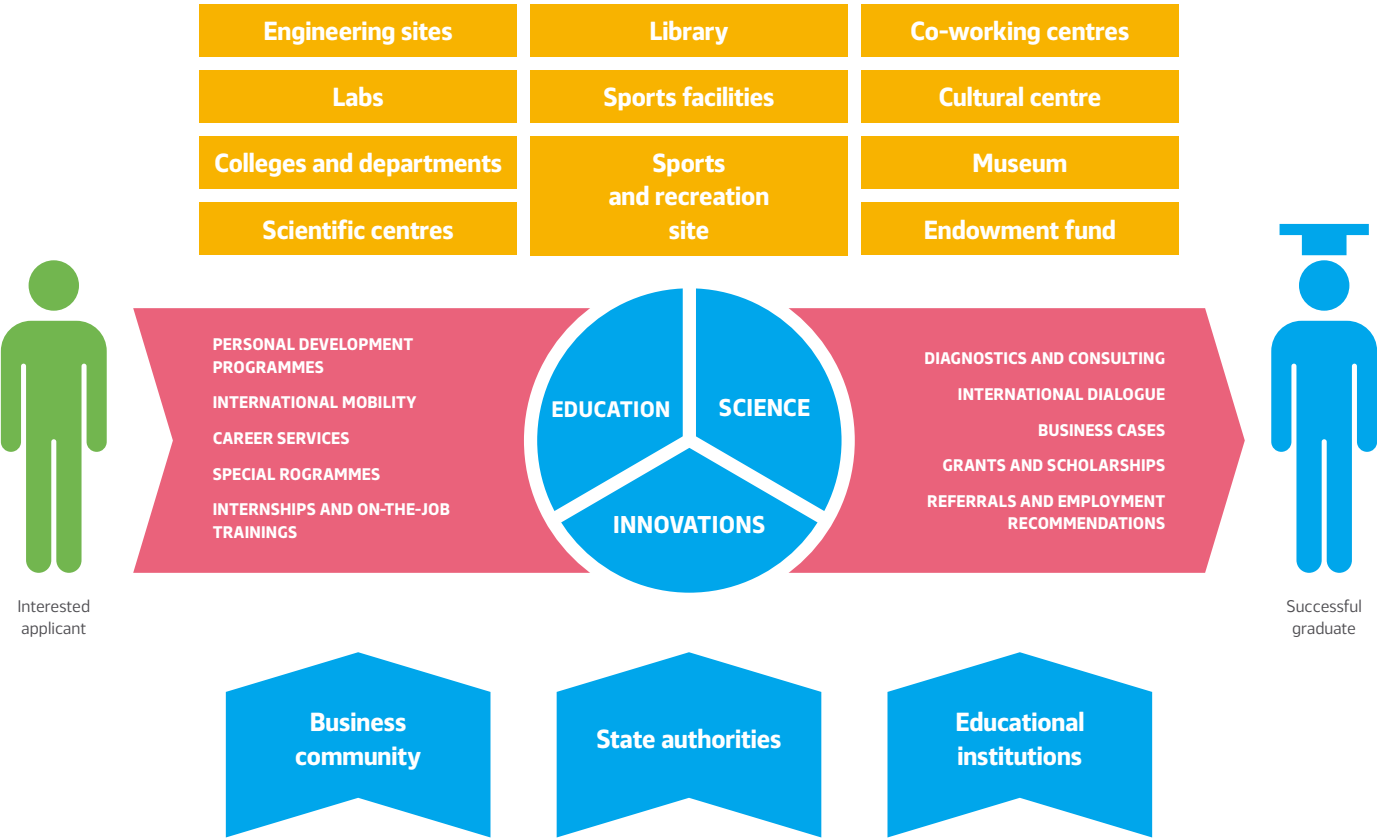 Engineering sites
Library
Co-working centres
Labs
Sports facilities
Cultural centre
Colleges and departments
Sports
and recreation
site
Museum
Scientific centres
Endowment fund
PERSONAL DEVELOPMENT
PROGRAMMES
INTERNATIONAL MOBILITY
CAREER SERVICES
SPECIAL ROGRAMMES
INTERNSHIPS AND ON-THE-JOB
TRAININGS
EDUCATION
SCIENCE
INNOVATIONS
DIAGNOSTICS AND CONSULTING
INTERNATIONAL DIALOGUE
BUSINESS CASES
GRANTS AND SCHOLARSHIPS
REFERRALS AND EMPLOYMENT
RECOMMENDATIONS
Interested
applicant
Successful
graduate
Business
community
State authorities
Educational
institutions